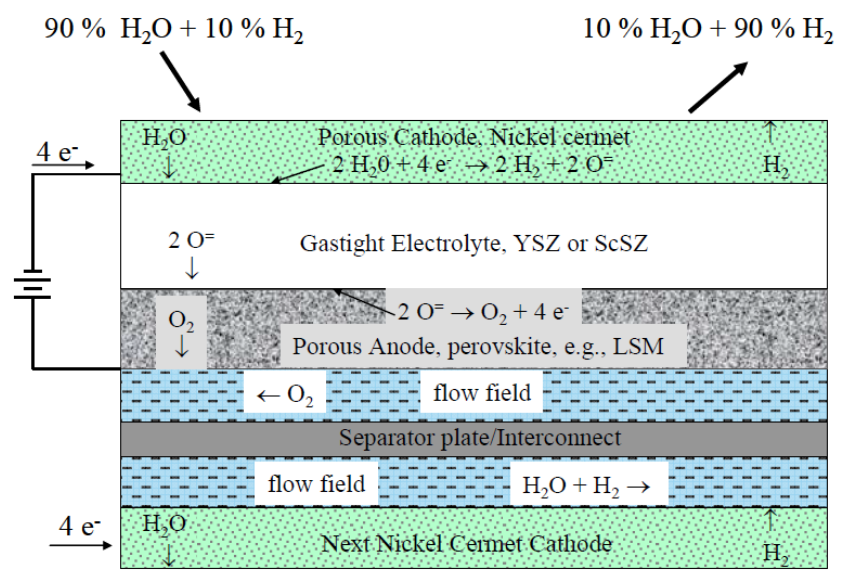 90 % H₂O + 10 % H₂
10 % H₂O + 90 % H₂
H₂O
Porous Cathode, Nickel cermet
↑
4 e⁻
↓
2 H₂0 + 4 e⁻ → 2 H₂ + 2 O⁼
H₂
2 O⁼
↓
Gastight Electrolyte, YSZ or ScSZ
O₂
↓
2 O⁼ → O₂ + 4 e⁻
Porous Anode, perovskite, e.g., LSM
← O₂
flow field
Separator plate/Interconnect
flow field
H₂O + H₂ →
4 e⁻
H₂O
↓
Next Nickel Cermet Cathode
↑
H₂